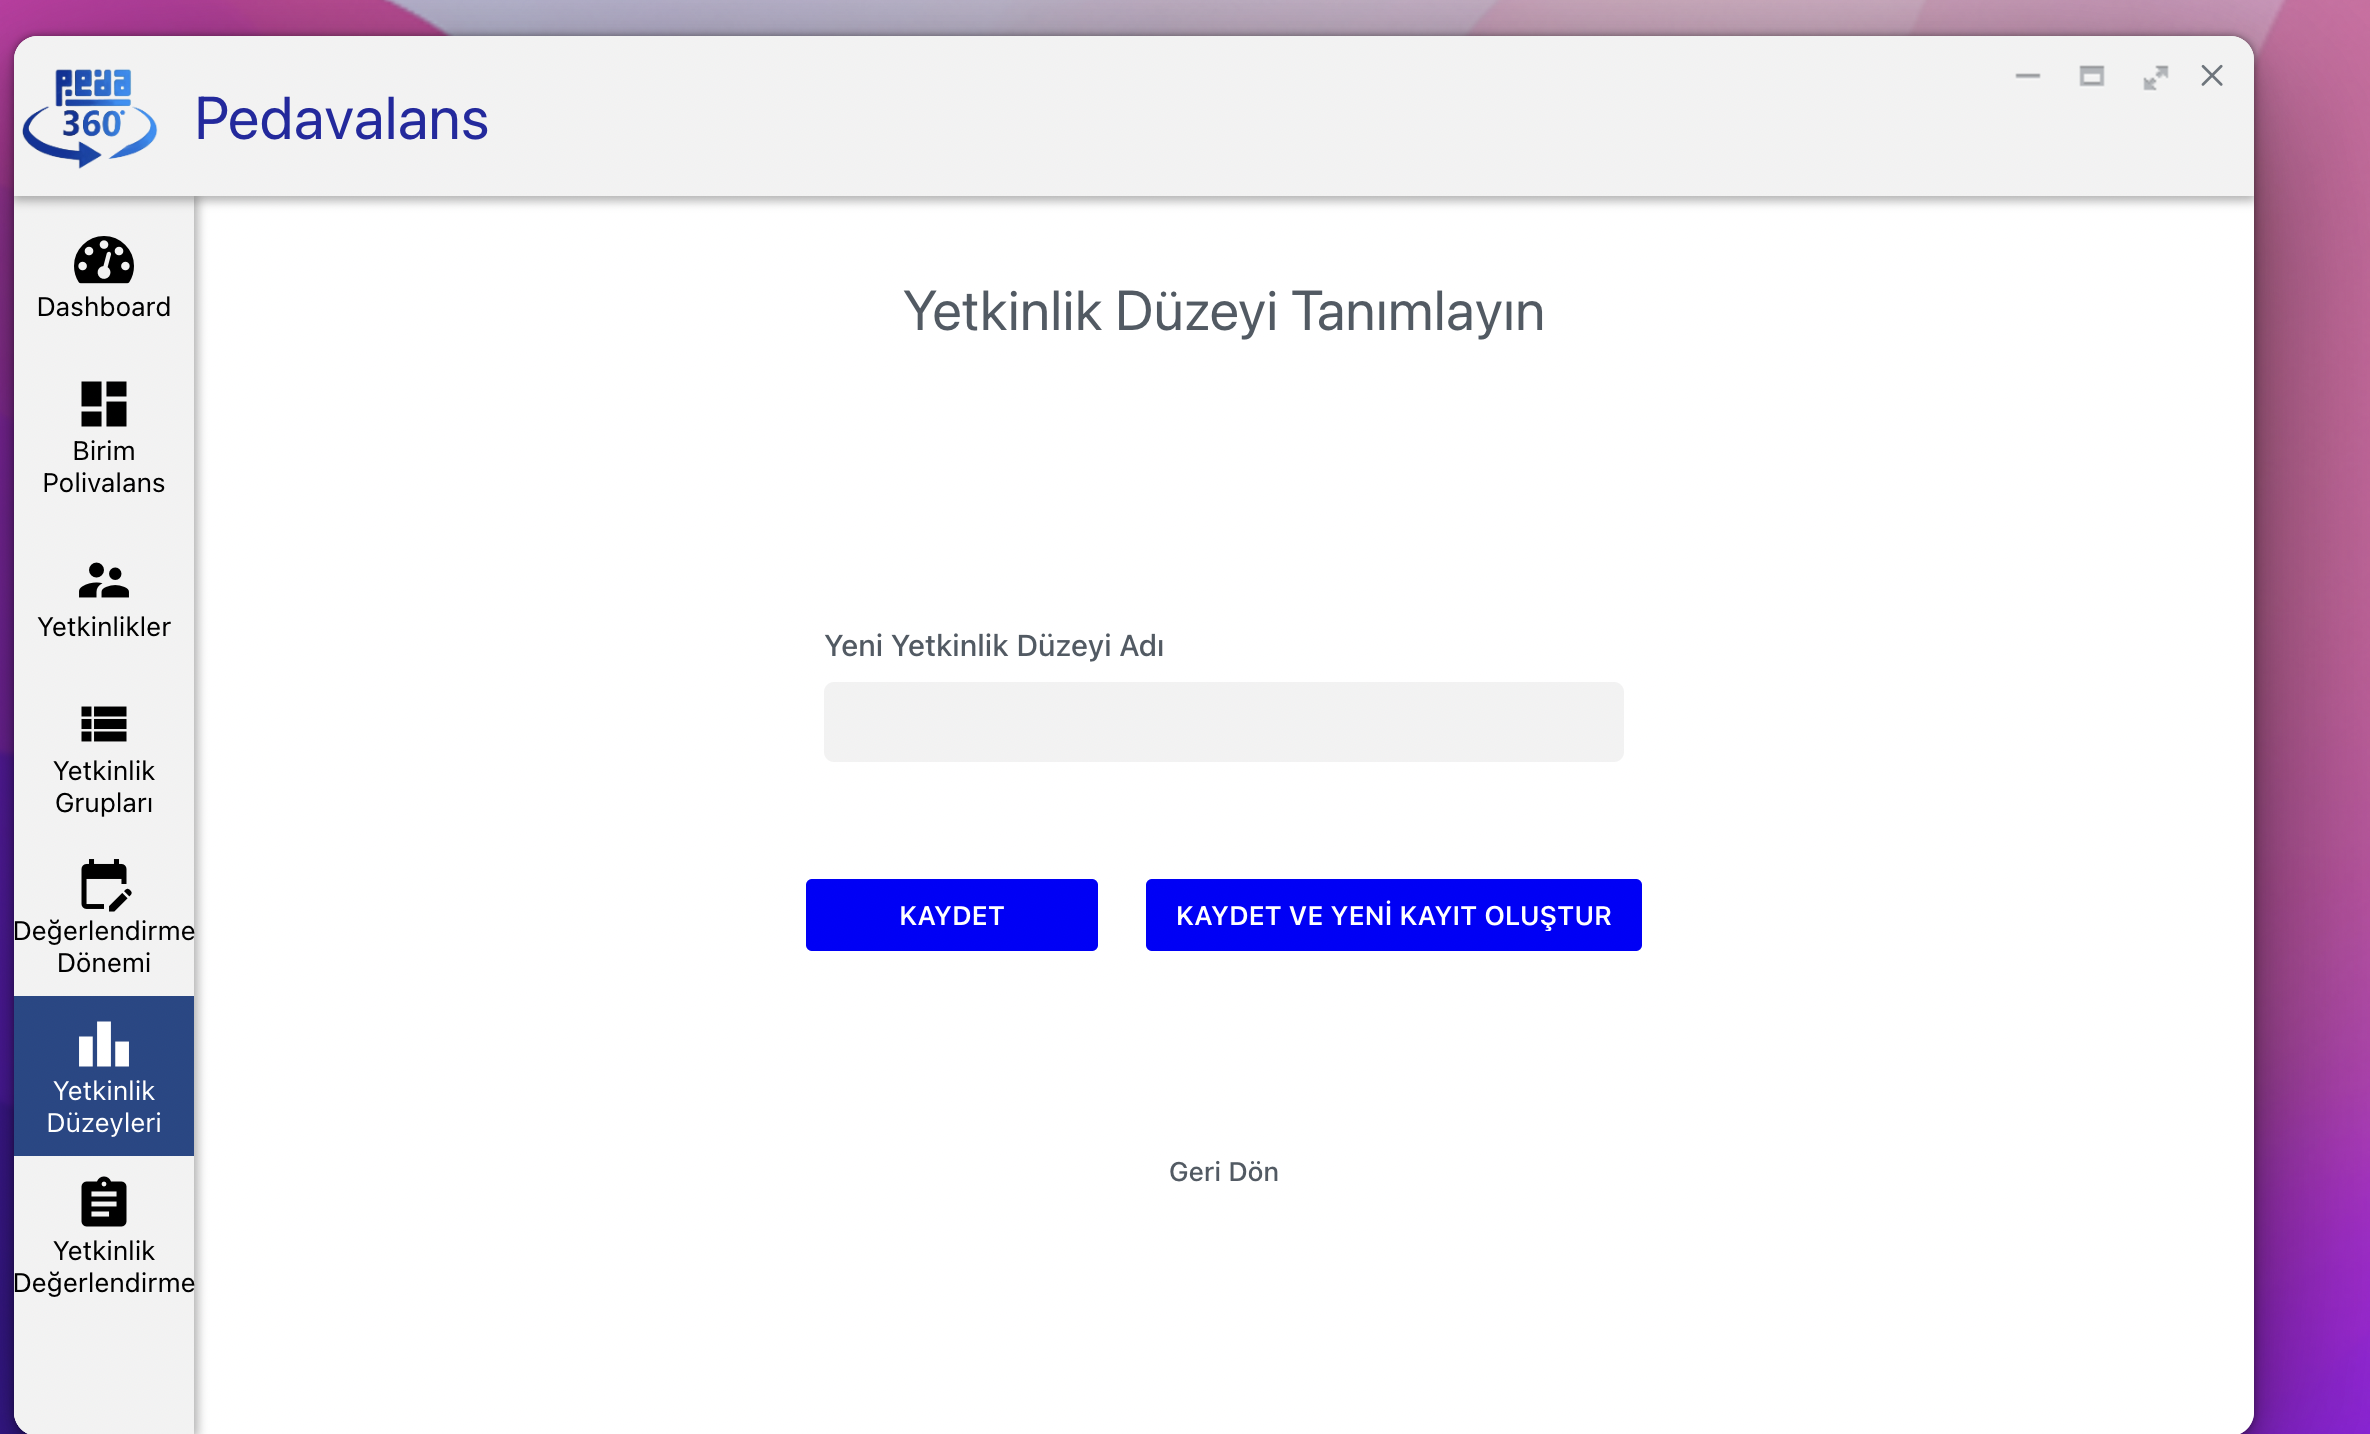 peda
360°
Pedavalans
Dashboard
Birim
Polivalans
Yetkinlikler
Yetkinlik
Grupları
Değerlendirme
Dönemi
Yetkinlik
Düzeyleri
Yetkinlik
Değerlendirme
Yetkinlik Düzeyi Tanımlayın
Yeni Yetkinlik Düzeyi Adı
KAYDET
KAYDET VE YENİ KAYIT OLUŞTUR
Geri Dön